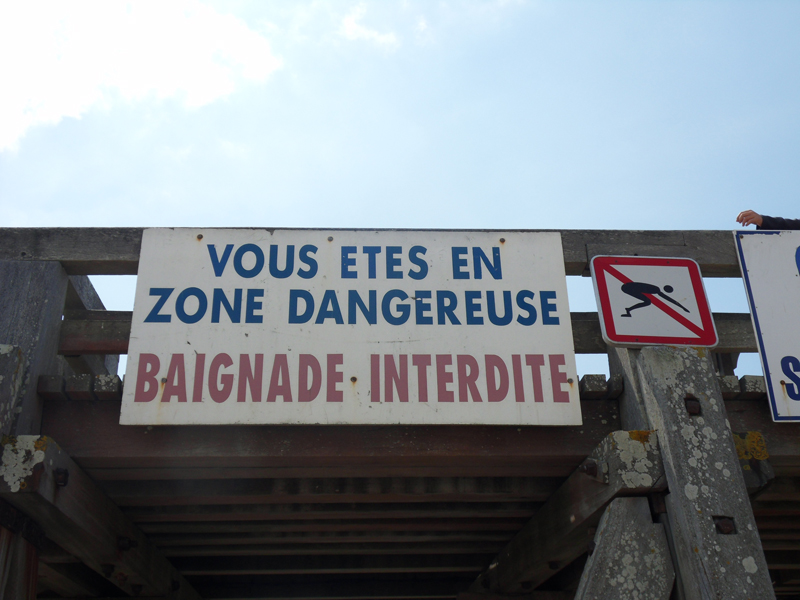 VOUS ETES EN
ZONE DANGEREUSE
BAIGNADE INTERDITE